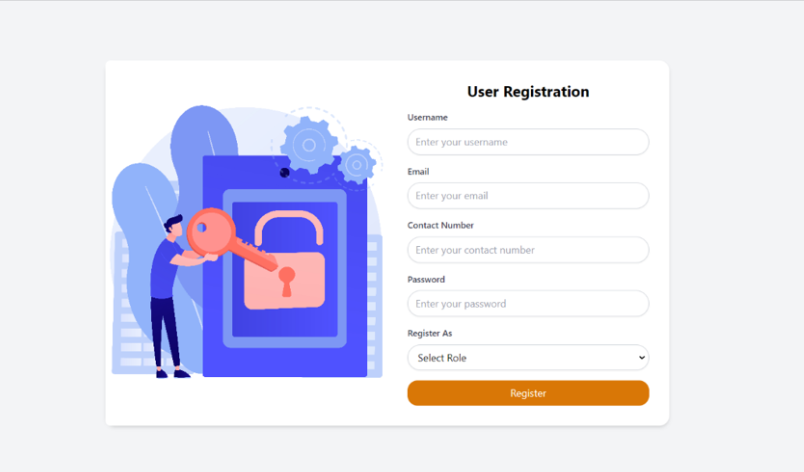 User Registration
Username
Enter your username
Email
Enter your email
Contact Number
Enter your contact number
Password
Enter your password
Register As
Select Role
Register